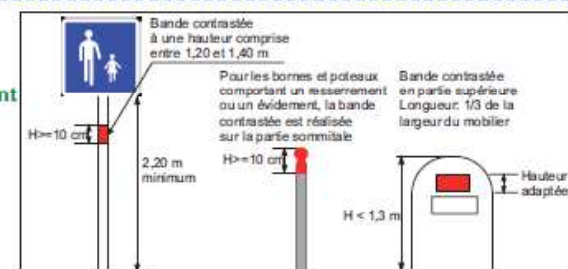 Bande contrastée
à une hauteur comprise
entre 1,20 et 1,40 m
Pour les bornes et poteaux
comportant un resserrement
ou un évidement, la bande
contrastée est réalisée
sur la partie sommitale
Bande contrastée
en partie supérieure
Longueur: 1/3 de la
largeur du mobilier
nt
H>=10 cm
2,20 m
minimum
H>=10 cm
H < 1,3 m
Hauteur
adaptée